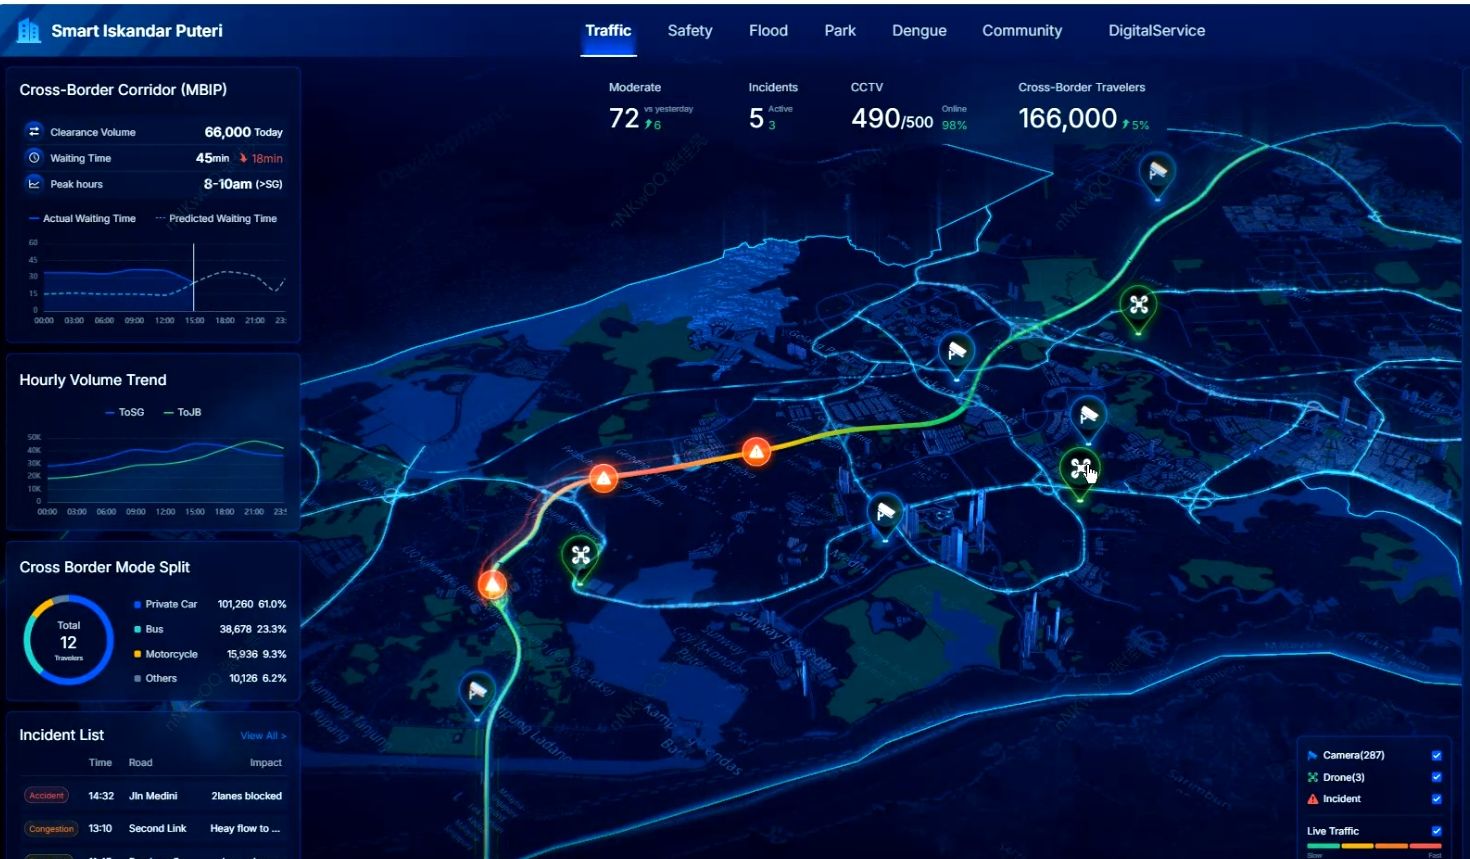 Smart Iskandar Puteri
Traffic Safety Flood Park Dengue Community DigitalService
Cross-Border Corridor (MBIP)
Clearance Volume 66,000 Today
Waiting Time 45min 18min
Peak hours 8-10am (>SG)
Actual Waiting Time Predicted Waiting Time
60
45
30
15
0
00:00 03:00 06:00 09:00 12:00 15:00 18:00 21:00 23:
Moderate
72 vs yesterday 6
Incidents
5 Active 3
CCTV
490/500 Online 98%
Cross-Border Travelers
166,000 5%
Hourly Volume Trend
ToSG ToJB
50K
40K
30K
20K
10K
0
00:00 03:00 06:00 09:00 12:00 15:00 18:00 21:00 23:5
Cross Border Mode Split
Total
12
Travelers
Private Car 101,260 61.0%
Bus 38,678 23.3%
Motorcycle 15,936 9.3%
Others 10,126 6.2%
Incident List View All >
Time Road Impact
Accident 14:32 Jln Medini 2lanes blocked
Congestion 13:10 Second Link Heay flow to ...
Medini
Sunway Iskandar
Kampung Ladang
Camera(287)
Drone(3)
Incident
Live Traffic
Slow Fast